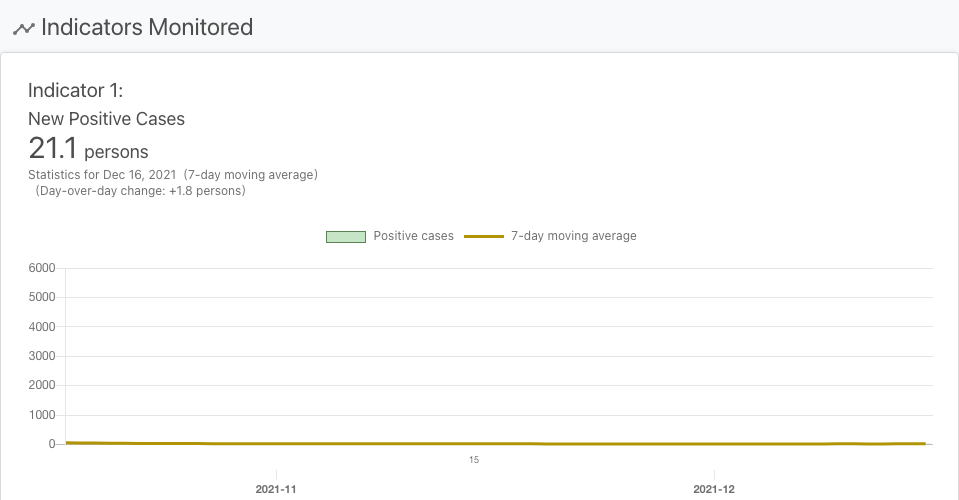 Indicators Monitored
Indicator 1:
New Positive Cases
21.1 persons
Statistics for Dec 16, 2021 (7-day moving average)
(Day-over-day change: +1.8 persons)
Positive cases 7-day moving average
6000
5000
4000
3000
2000
1000
0
15
2021-11 2021-12